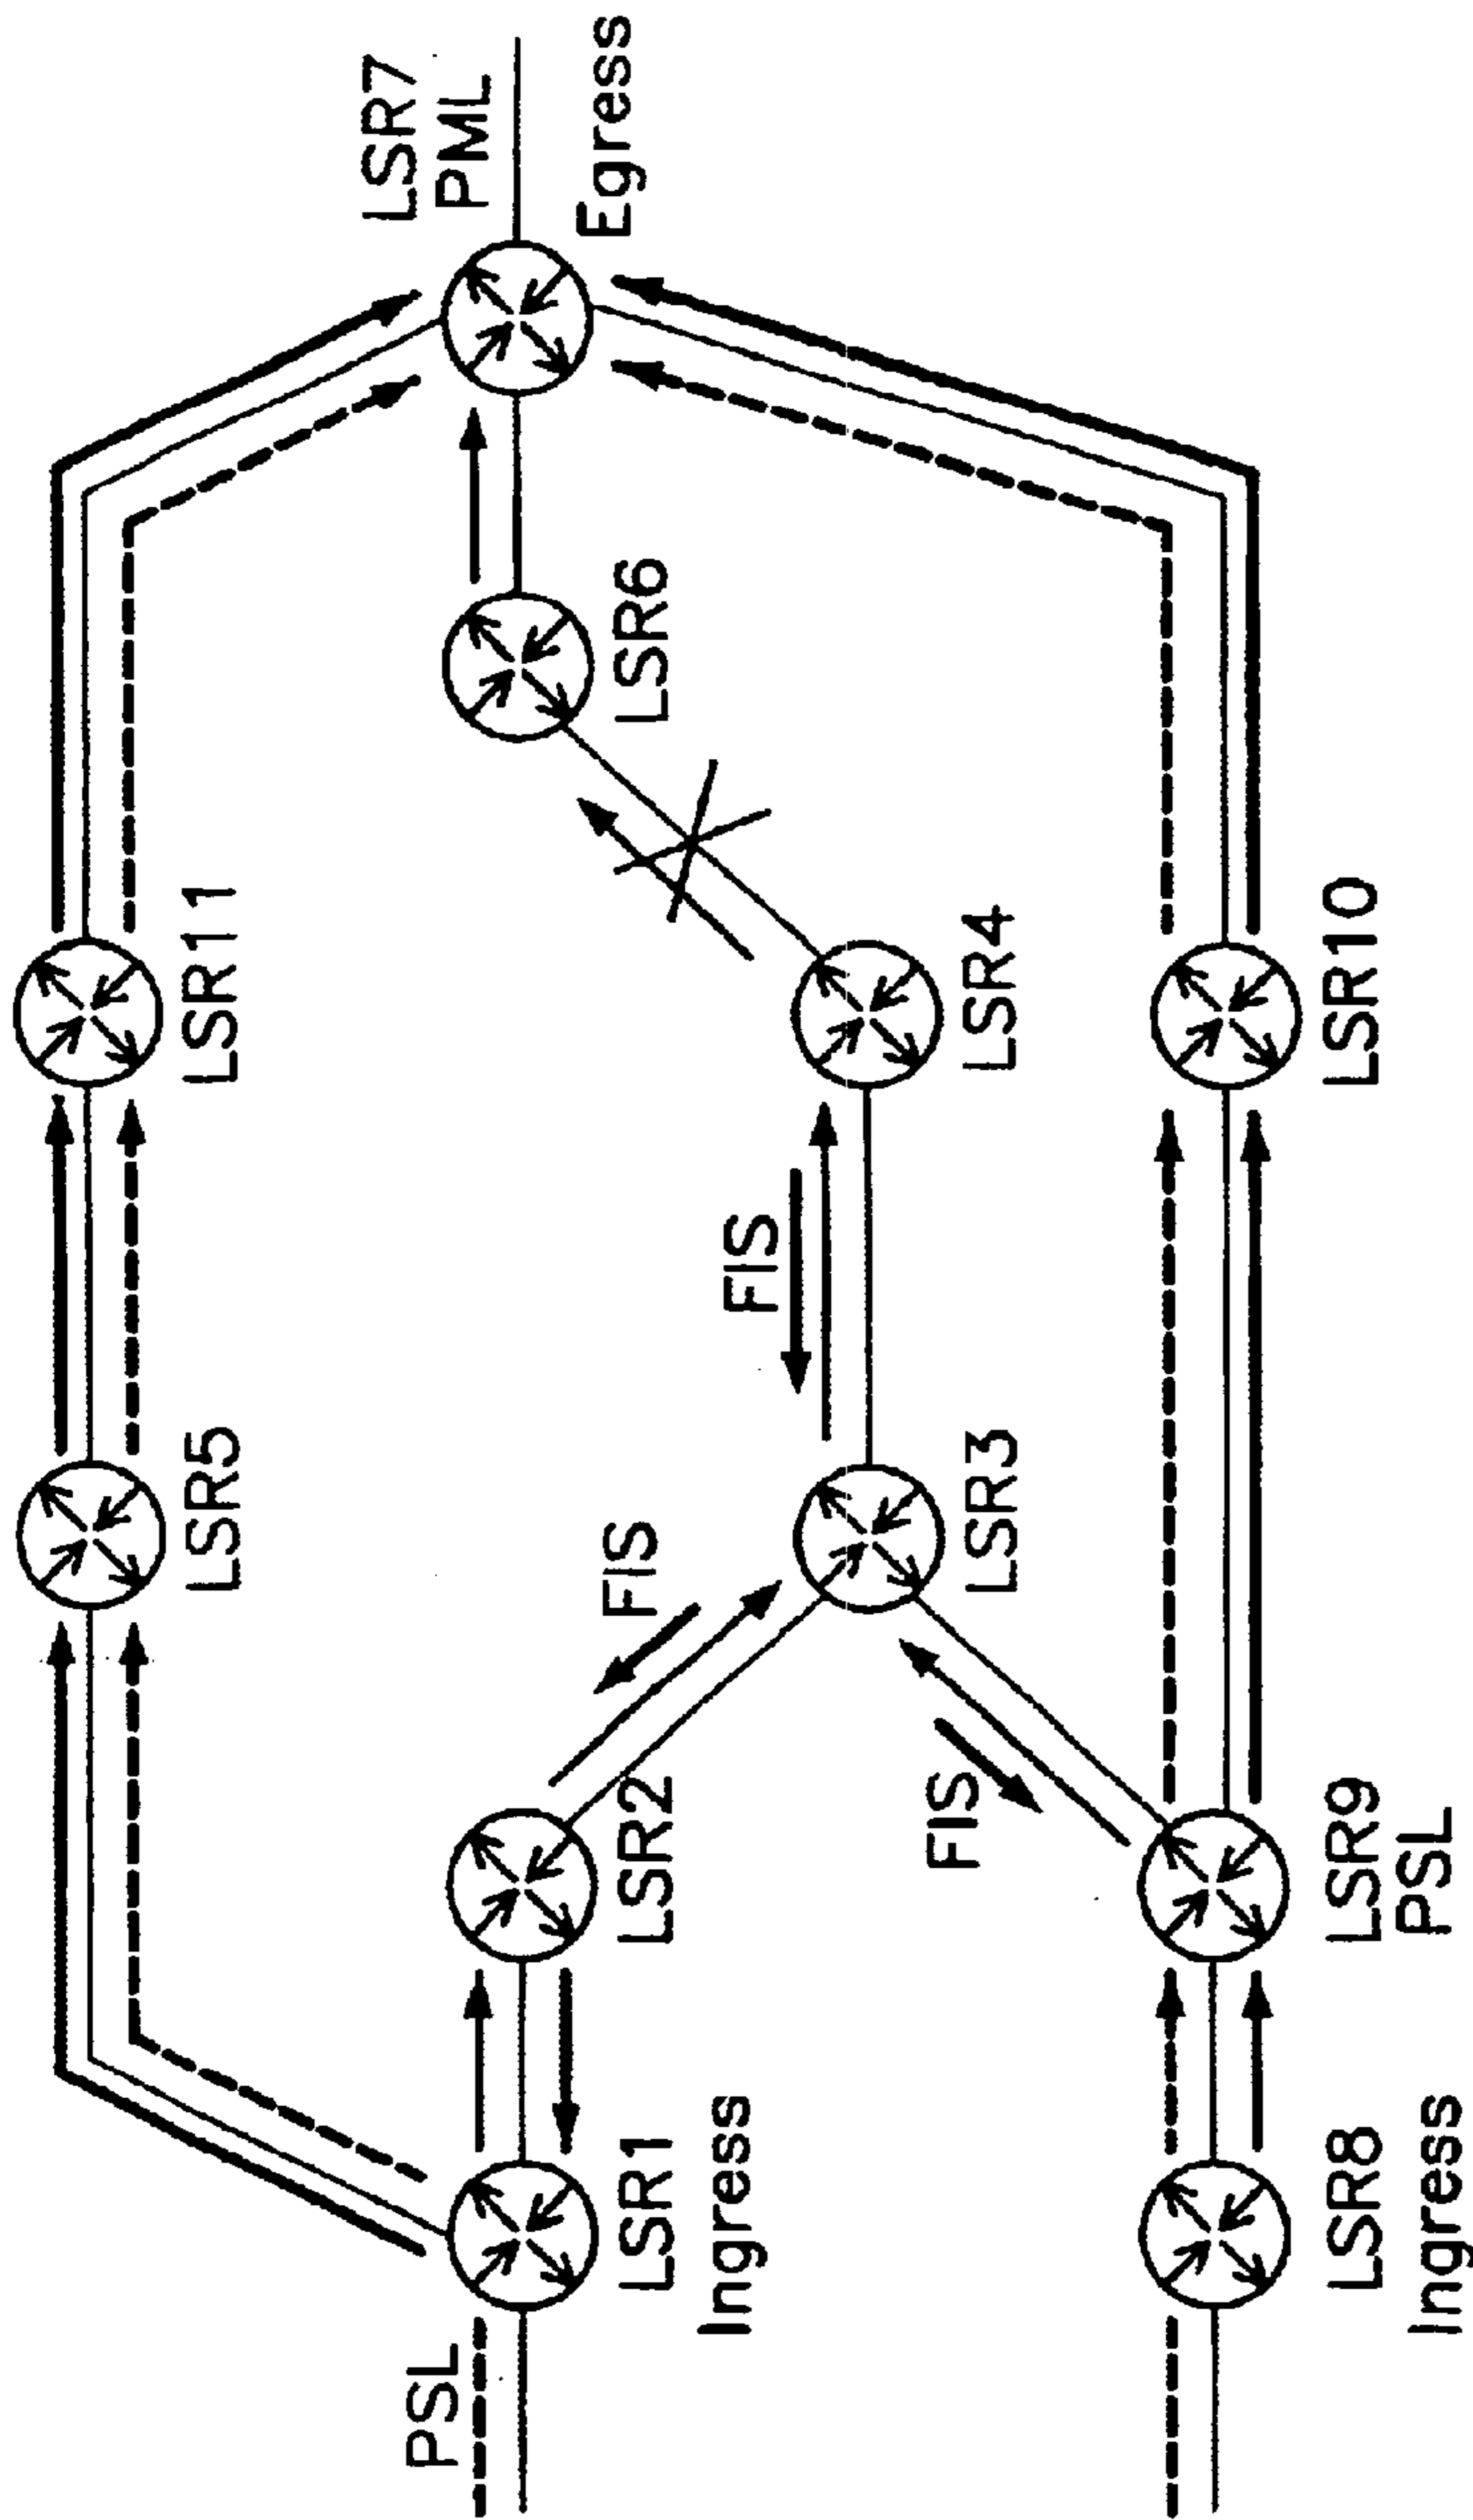 LSR5
LSR11
LSR7
PML
PSL
FIS
FIS
Egress
LSR1
Ingress
LSR2
LSR6
FIS
LSR3
LSR4
LSR8
Ingress
LSR9
PSL
LSR10